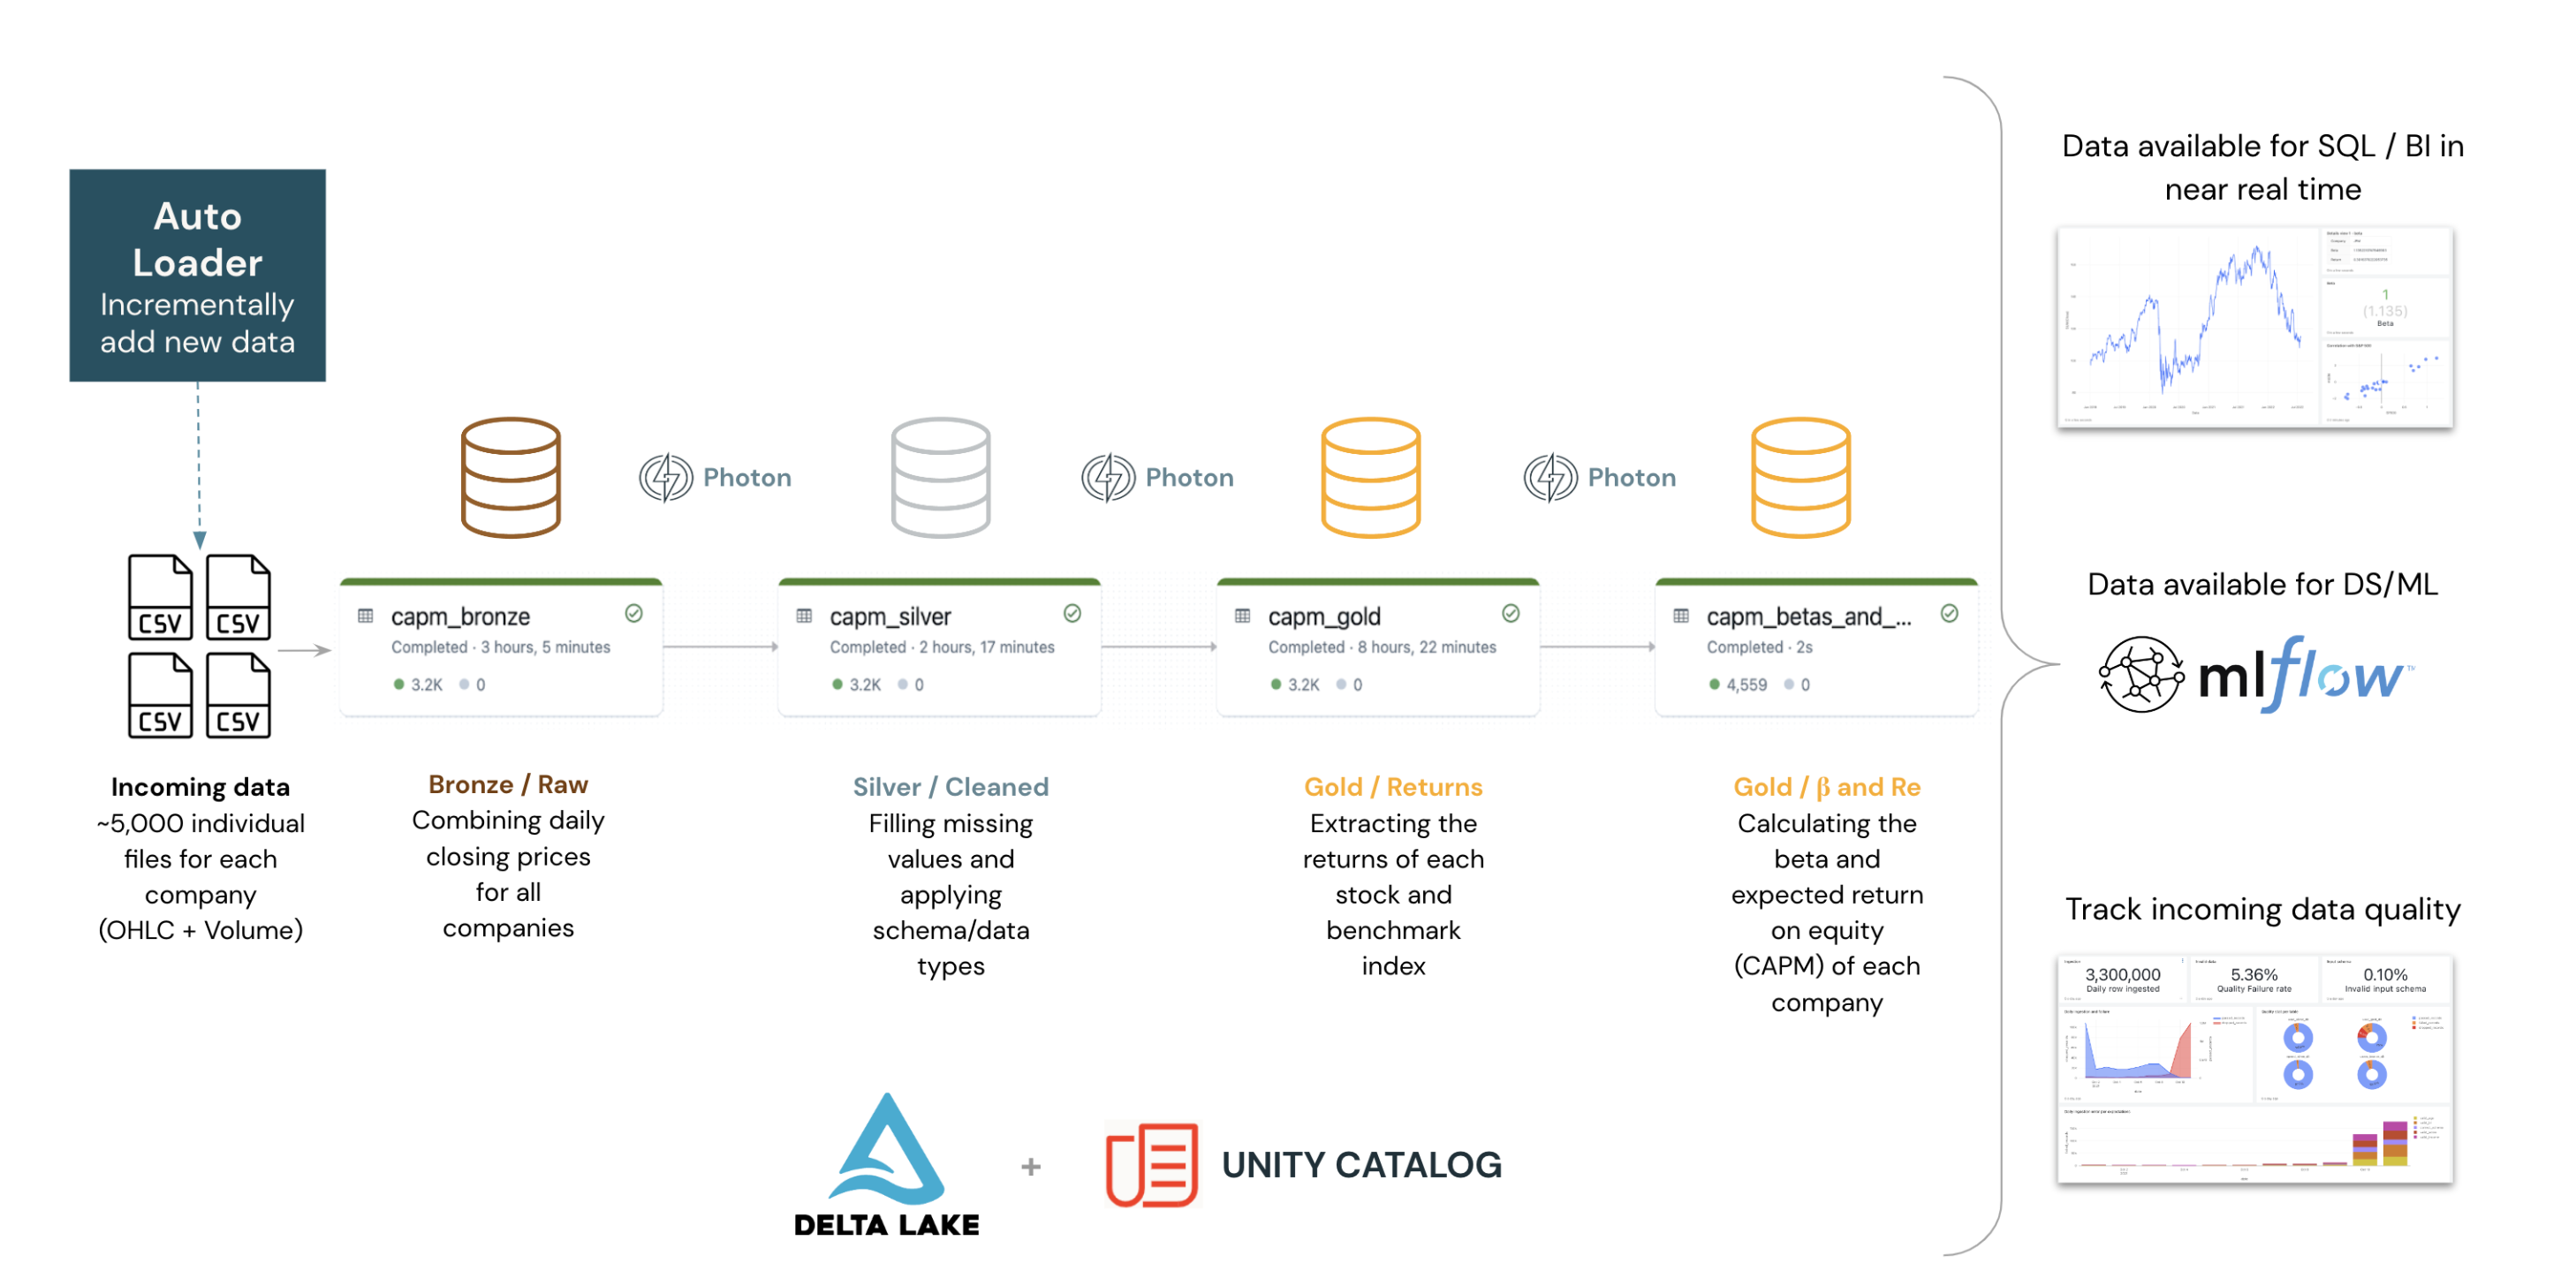 Auto
Loader
Incrementally
add new data
CSV CSV
CSV CSV
Incoming data
~5,000 individual
files for each
company
(OHLC + Volume)
capm_bronze
Completed · 3 hours, 5 minutes
3.2K 0
Bronze / Raw
Combining daily
closing prices
for all
companies
Photon
capm_silver
Completed · 2 hours, 17 minutes
3.2K 0
Silver / Cleaned
Filling missing
values and
applying
schema/data
types
Photon
capm_gold
Completed · 8 hours, 22 minutes
3.2K 0
Gold / Returns
Extracting the
returns of each
stock and
benchmark
index
Photon
capm_betas_and_...
Completed · 2s
4,559 0
Gold / β and Re
Calculating the
beta and
expected return
on equity
(CAPM) of each
company
DELTA LAKE
+
UNITY CATALOG
Data available for SQL / BI in
near real time
1
(1.135)
Beta
Data available for DS/ML
mlflow™
Track incoming data quality
3,300,000
Daily row ingested
5.36%
Quality Failure rate
0.10%
Invalid input schema